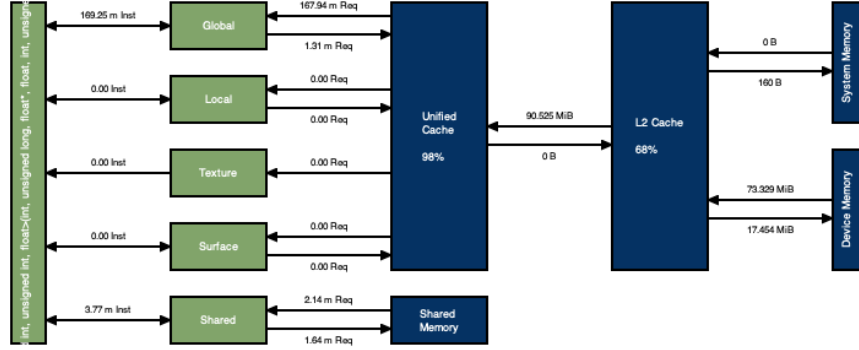 d int, unsigned int, float>(int, unsigned long, float*, float, int, unsigne
169.25 m Inst
Global
167.94 m Req
1.31 m Req
0.00 Inst
Local
0.00 Req
0.00 Req
0.00 Inst
Texture
0.00 Req
0.00 Inst
Surface
0.00 Req
0.00 Req
3.77 m Inst
Shared
2.14 m Req
1.64 m Req
Unified
Cache
98%
Shared
Memory
90.525 MiB
0 B
L2 Cache
68%
0 B
160 B
System Memory
73.329 MiB
17.454 MiB
Device Memory